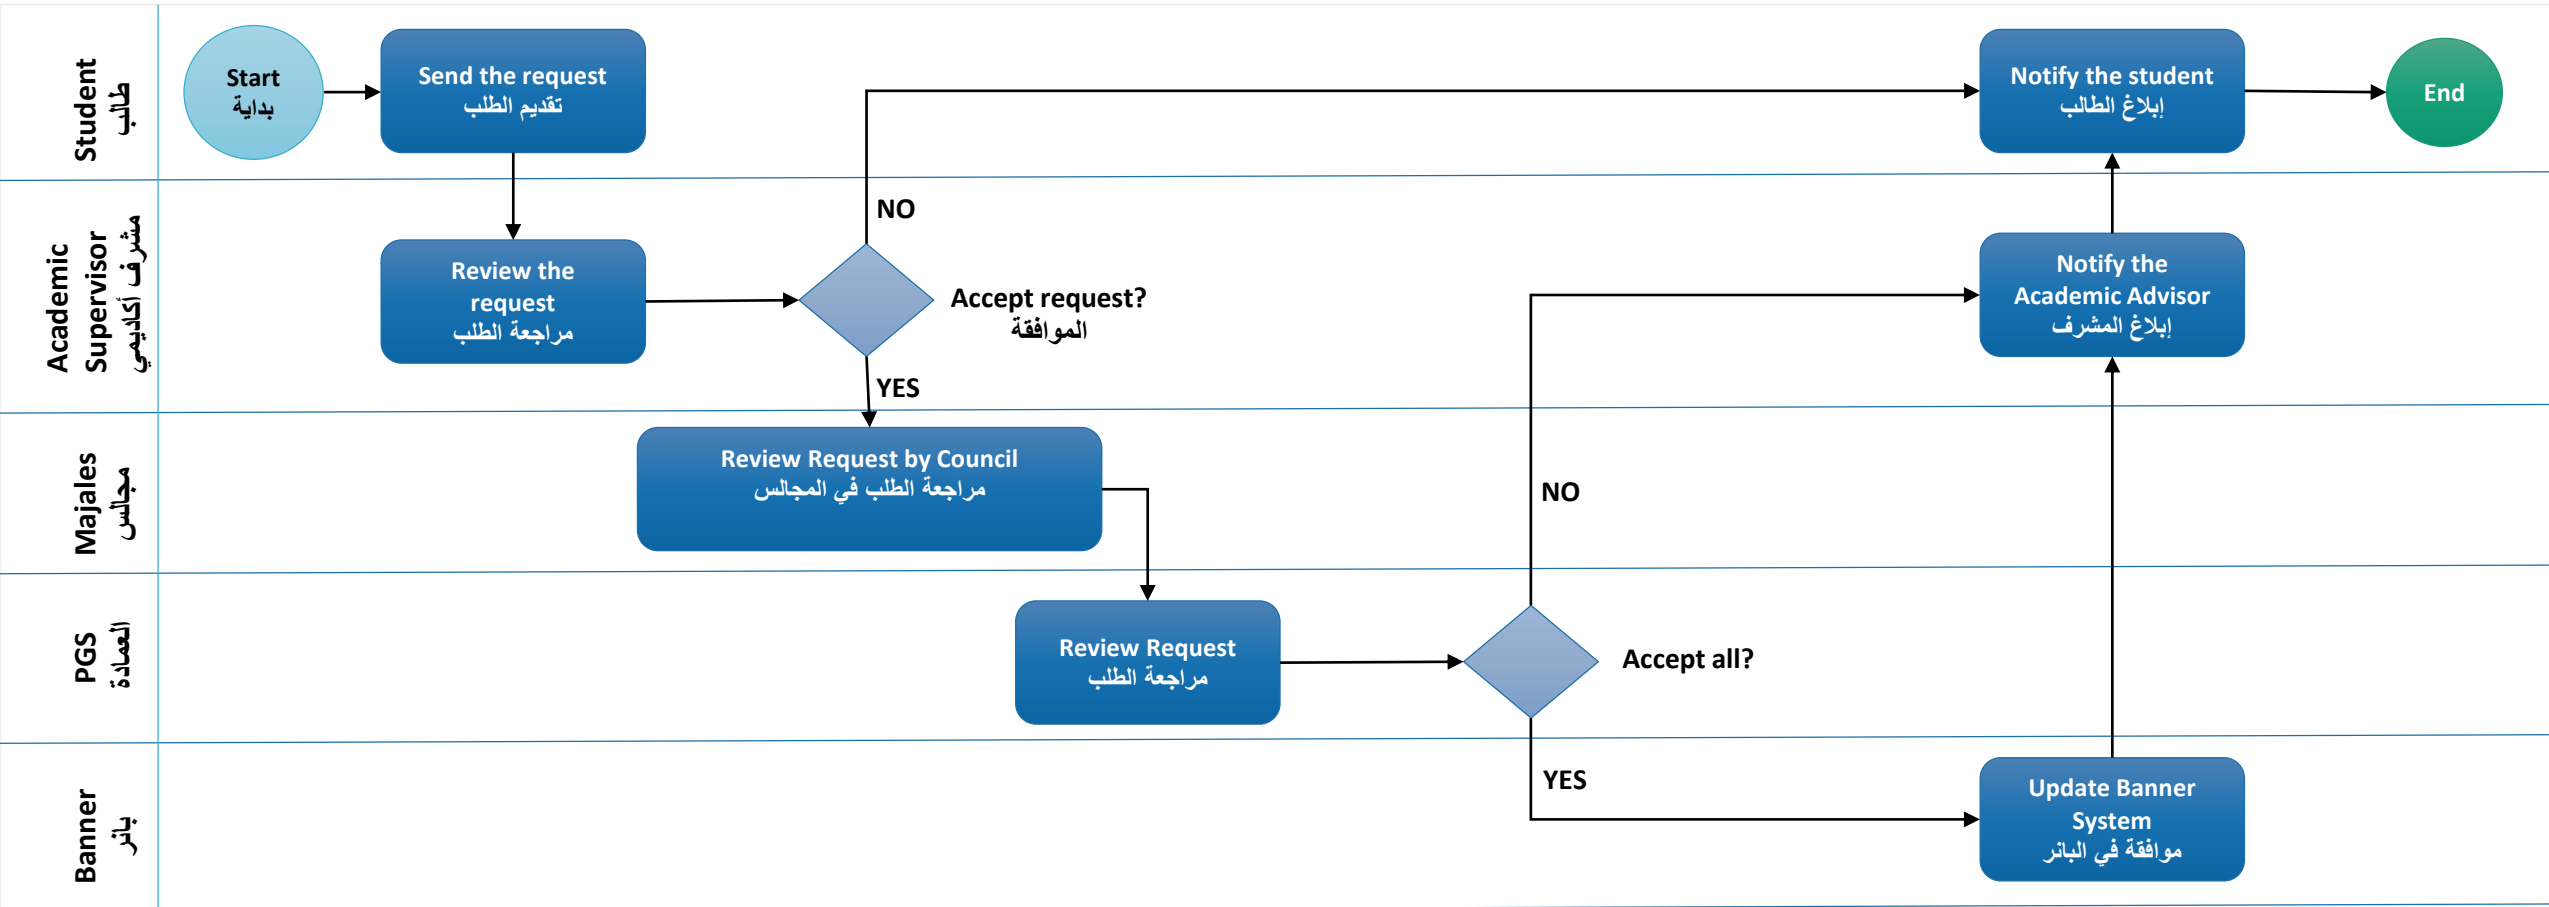 Student
طالب
Start
بداية
Send the request
تقديم الطلب
Notify the student
إبلاغ الطالب
End
Academic
Supervisor
مشرف أكاديمي
Review the
request
مراجعة الطلب
NO
Accept request?
الموافقة
YES
Notify the
Academic Advisor
إبلاغ المشرف
Majales
مجالس
Review Request by Council
مراجعة الطلب في المجالس
NO
PGS
العمادة
Review Request
مراجعة الطلب
Accept all?
YES
Banner
بانر
Update Banner
System
موافقة في البانر